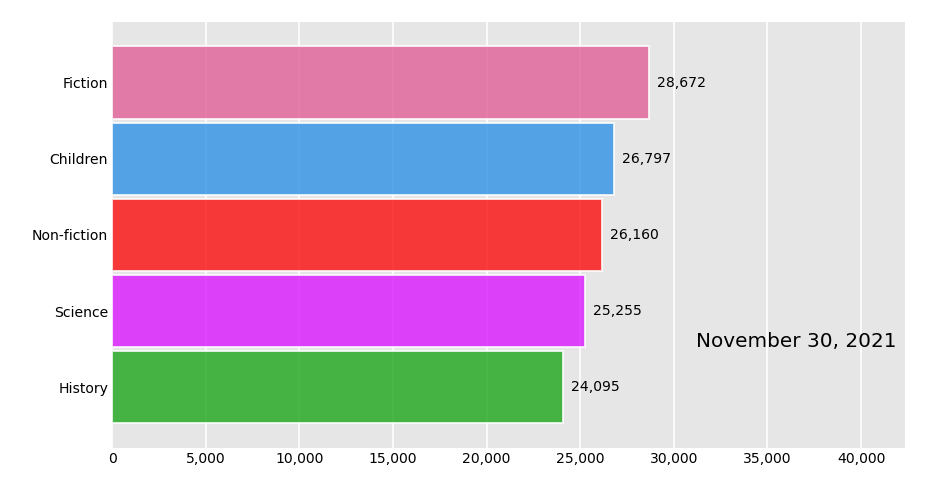 Fiction 28,672
Children 26,797
Non-fiction 26,160
Science 25,255
November 30, 2021
History 24,095
0 5,000 10,000 15,000 20,000 25,000 30,000 35,000 40,000